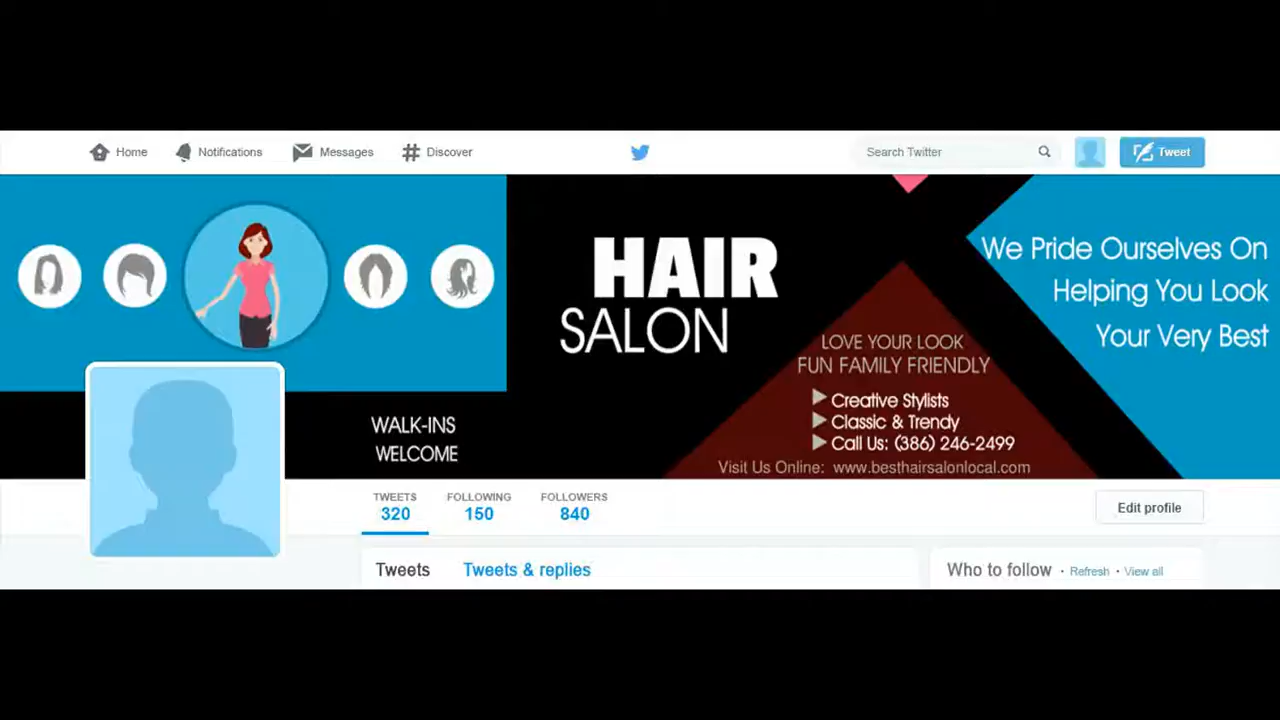 Home Notifications Messages Discover Search Twitter Tweet
HAIR
SALON
We Pride Ourselves On
Helping You Look
Your Very Best
LOVE YOUR LOOK
FUN FAMILY FRIENDLY
Creative Stylists
Classic & Trendy
Call Us: (386) 246-2499
Visit Us Online: www.besthairsalonlocal.com
WALK-INS
WELCOME
TWEETS FOLLOWING FOLLOWERS
320 150 840
Edit profile
Tweets Tweets & replies
Who to follow · Refresh · View all